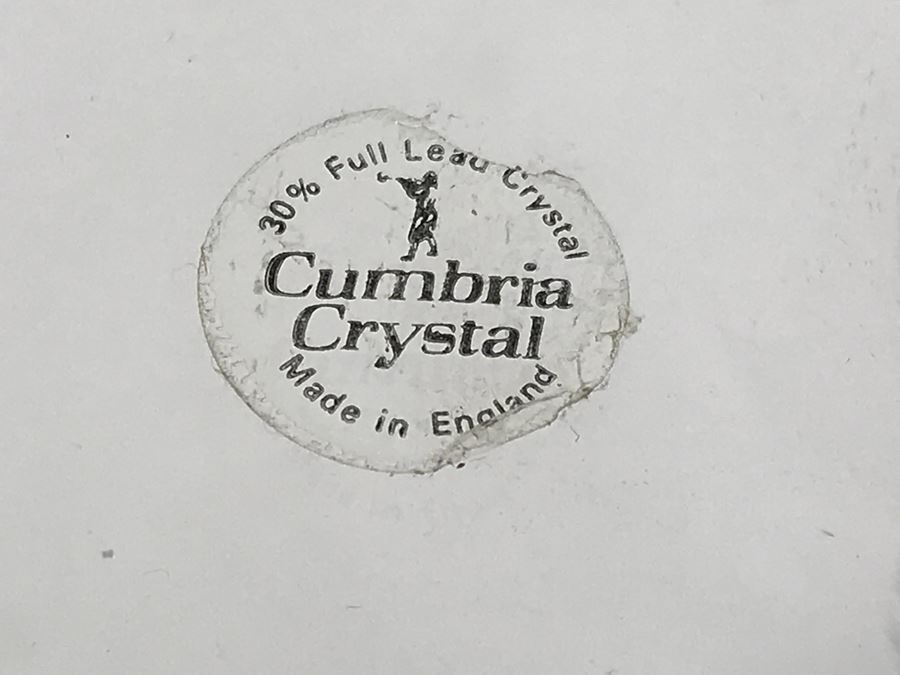 30% Full Lead Crystal
Cumbria
Crystal
Made in England